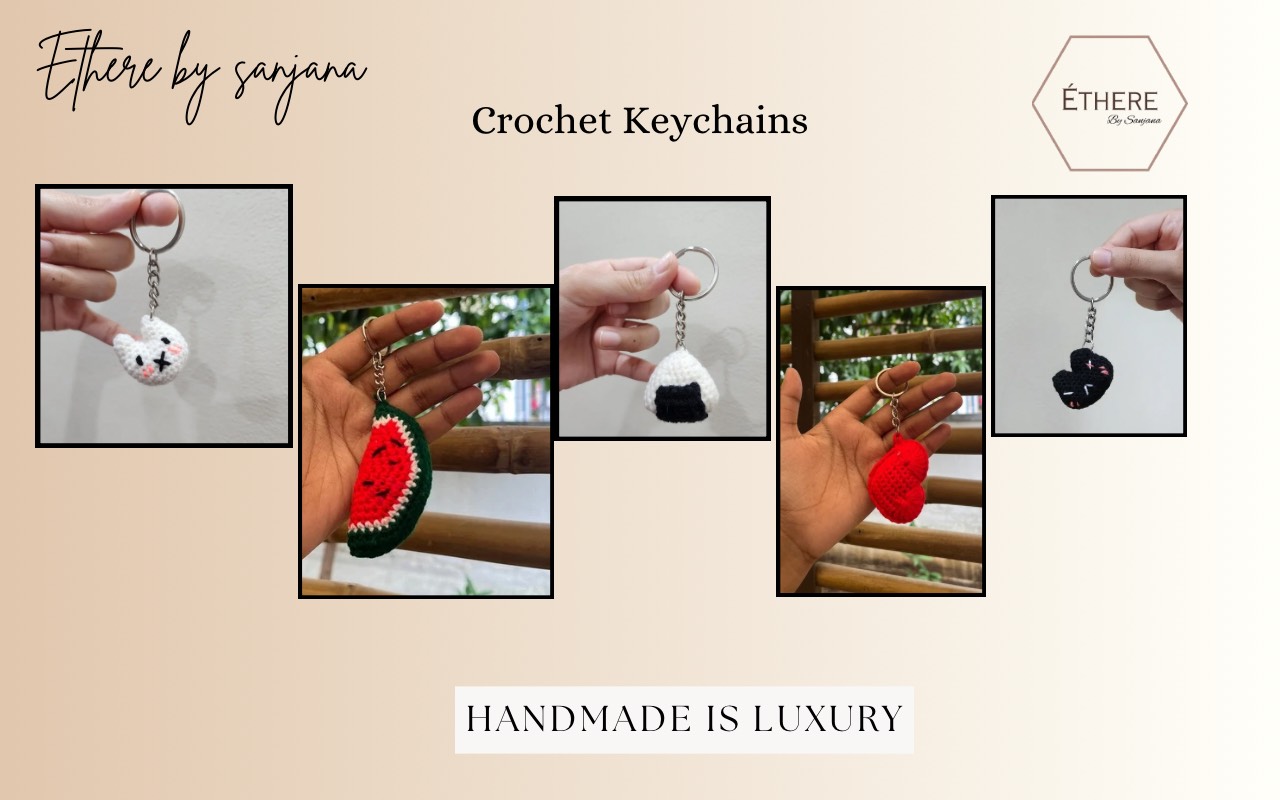 Ethere by sanjana
Crochet Keychains
ÉTHERE
By Sanjana
HANDMADE IS LUXURY